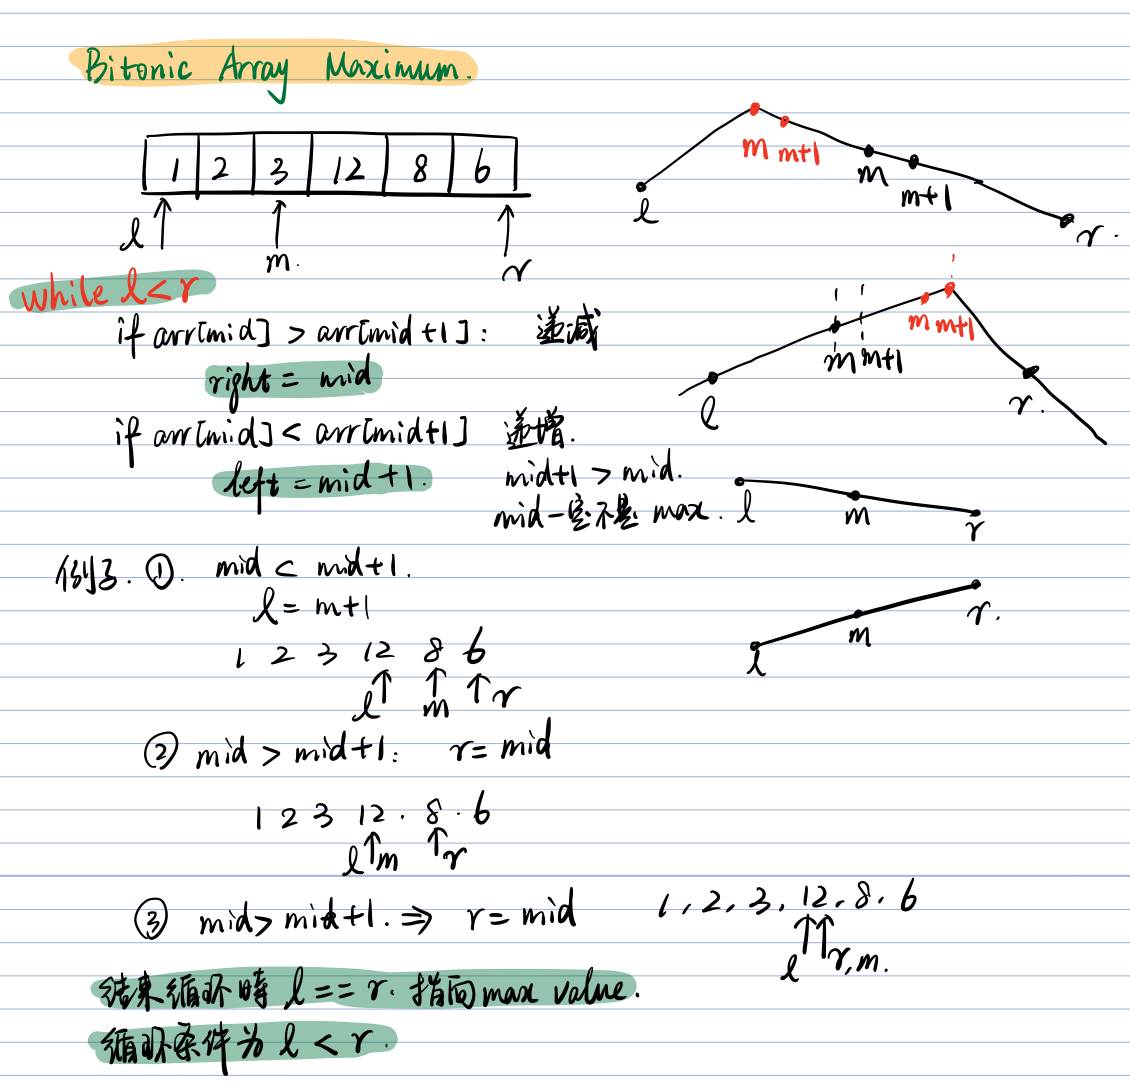 Bitonic Array Maximum.
1 2 3 12 8 6
l m. r
m m+1
m m+1
l r.
while l<r
if arr[mid] > arr[mid+1]: 递减
right = mid
m m+1
m m+1
l r.
if arr[mid] < arr[mid+1] 递增.
left = mid+1.
mid+1 > mid.
mid一定不是 max.
l m r
例子. ①. mid < mid+1.
l = m+1
1 2 3 12 8 6
l m r
l m r.
② mid > mid+1: r = mid
1 2 3 12 . 8 . 6
l m r
③ mid > mid+1. ⇒ r = mid
1, 2, 3, 12, 8, 6
l r, m.
结束循环時 l == r. 指向 max value.
循环条件为 l < r.